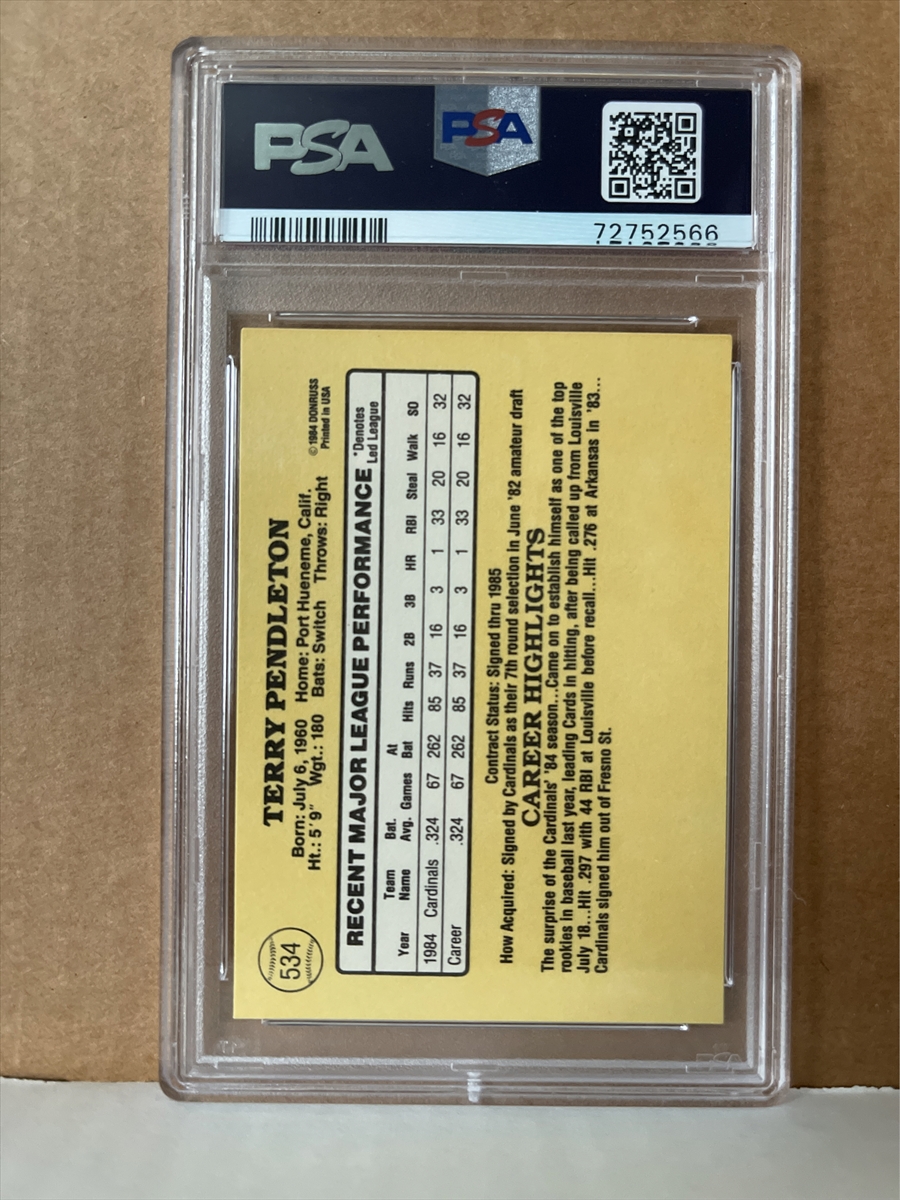 PSA
PSA
72752566
534
TERRY PENDLETON
Born: July 6, 1960 Home: Port Hueneme, Calif.
Ht.: 5'9" Wgt.: 180 Bats: Switch Throws: Right
© 1984 DONRUSS
Printed in USA
RECENT MAJOR LEAGUE PERFORMANCE
*Denotes
Led League
Year Team Name Bat. Avg. Games At Bat Hits Runs 2B 3B HR RBI Steal Walk SO
1984 Cardinals .324 67 262 85 37 16 3 1 33 20 16 32
Career .324 67 262 85 37 16 3 1 33 20 16 32
Contract Status: Signed thru 1985
How Acquired: Signed by Cardinals as their 7th round selection in June '82 amateur draft
CAREER HIGHLIGHTS
The surprise of the Cardinals' '84 season...Came on to establish himself as one of the top
rookies in baseball last year, leading Cards in hitting, after being called up from Louisville
July 18...Hit .297 with 44 RBI at Louisville before recall...Hit .276 at Arkansas in '83...
Cardinals signed him out of Fresno St.
PSA